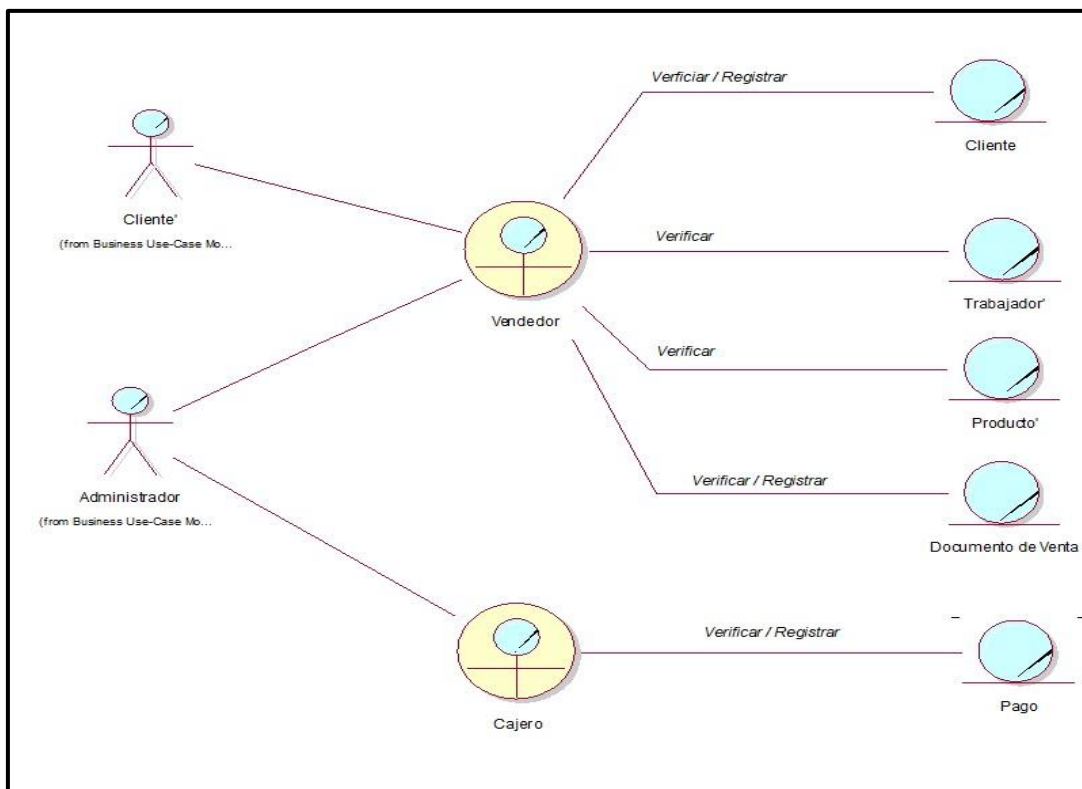 Verficiar / Registrar
Cliente
Cliente'
(from Business Use-Case Mo...
Verificar
Trabajador'
Vendedor
Verificar
Producto'
Administrador
(from Business Use-Case Mo...
Verificar / Registrar
Documento de Venta
Verificar / Registrar
Cajero
Pago